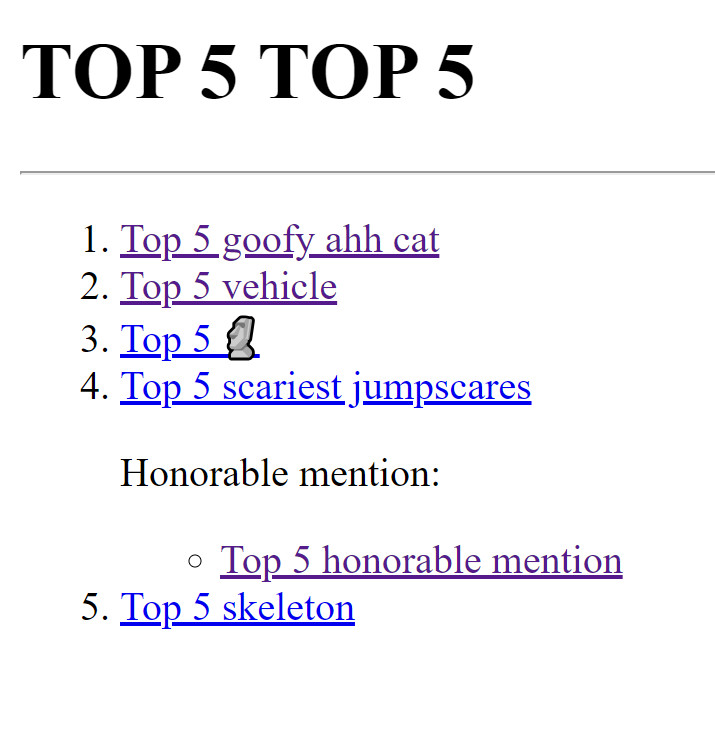 TOP 5 TOP 5
1. Top 5 goofy ahh cat
2. Top 5 vehicle
3. Top 5 🗿
4. Top 5 scariest jumpscares
Honorable mention:
○ Top 5 honorable mention
5. Top 5 skeleton